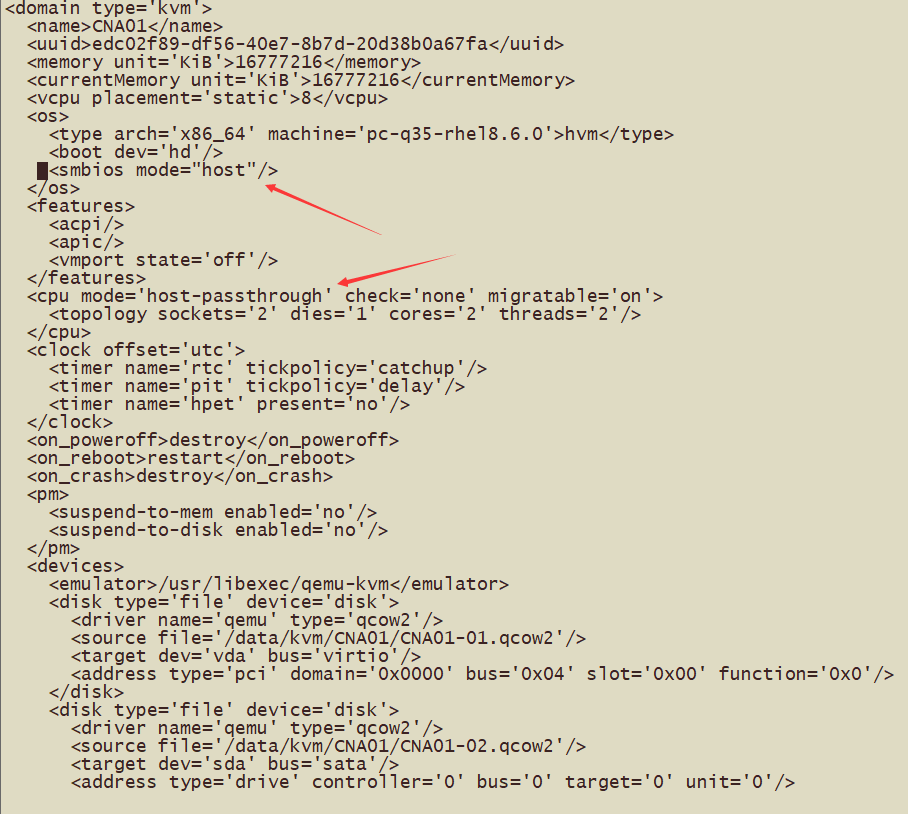 <domain type='kvm'>
  <name>CNA01</name>
  <uuid>edc02f89-df56-40e7-8b7d-20d38b0a67fa</uuid>
  <memory unit='KiB'>16777216</memory>
  <currentMemory unit='KiB'>16777216</currentMemory>
  <vcpu placement='static'>8</vcpu>
  <os>
    <type arch='x86_64' machine='pc-q35-rhel8.6.0'>hvm</type>
    <boot dev='hd'/>
    <smbios mode="host"/>
  </os>
  <features>
    <acpi/>
    <apic/>
    <vmport state='off'/>
  </features>
  <cpu mode='host-passthrough' check='none' migratable='on'>
    <topology sockets='2' dies='1' cores='2' threads='2'/>
  </cpu>
  <clock offset='utc'>
    <timer name='rtc' tickpolicy='catchup'/>
    <timer name='pit' tickpolicy='delay'/>
    <timer name='hpet' present='no'/>
  </clock>
  <on_poweroff>destroy</on_poweroff>
  <on_reboot>restart</on_reboot>
  <on_crash>destroy</on_crash>
  <pm>
    <suspend-to-mem enabled='no'/>
    <suspend-to-disk enabled='no'/>
  </pm>
  <devices>
    <emulator>/usr/libexec/qemu-kvm</emulator>
    <disk type='file' device='disk'>
      <driver name='qemu' type='qcow2'/>
      <source file='/data/kvm/CNA01/CNA01-01.qcow2'/>
      <target dev='vda' bus='virtio'/>
      <address type='pci' domain='0x0000' bus='0x04' slot='0x00' function='0x0'/>
    </disk>
    <disk type='file' device='disk'>
      <driver name='qemu' type='qcow2'/>
      <source file='/data/kvm/CNA01/CNA01-02.qcow2'/>
      <target dev='sda' bus='sata'/>
      <address type='drive' controller='0' bus='0' target='0' unit='0'/>